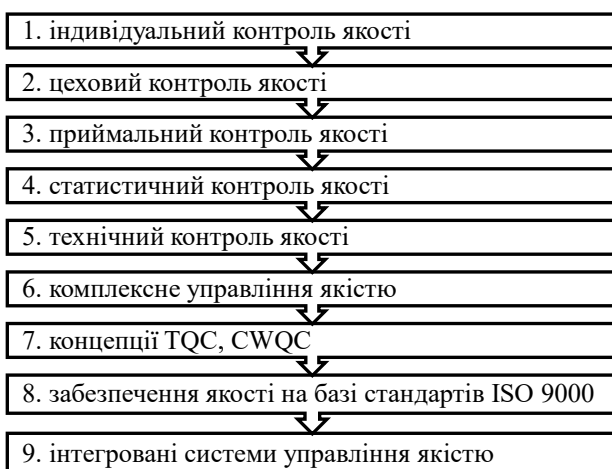 1. індивідуальний контроль якості
2. цеховий контроль якості
3. приймальний контроль якості
4. статистичний контроль якості
5. технічний контроль якості
6. комплексне управління якістю
7. концепції TQC, CWQC
8. забезпечення якості на базі стандартів ISO 9000
9. інтегровані системи управління якістю